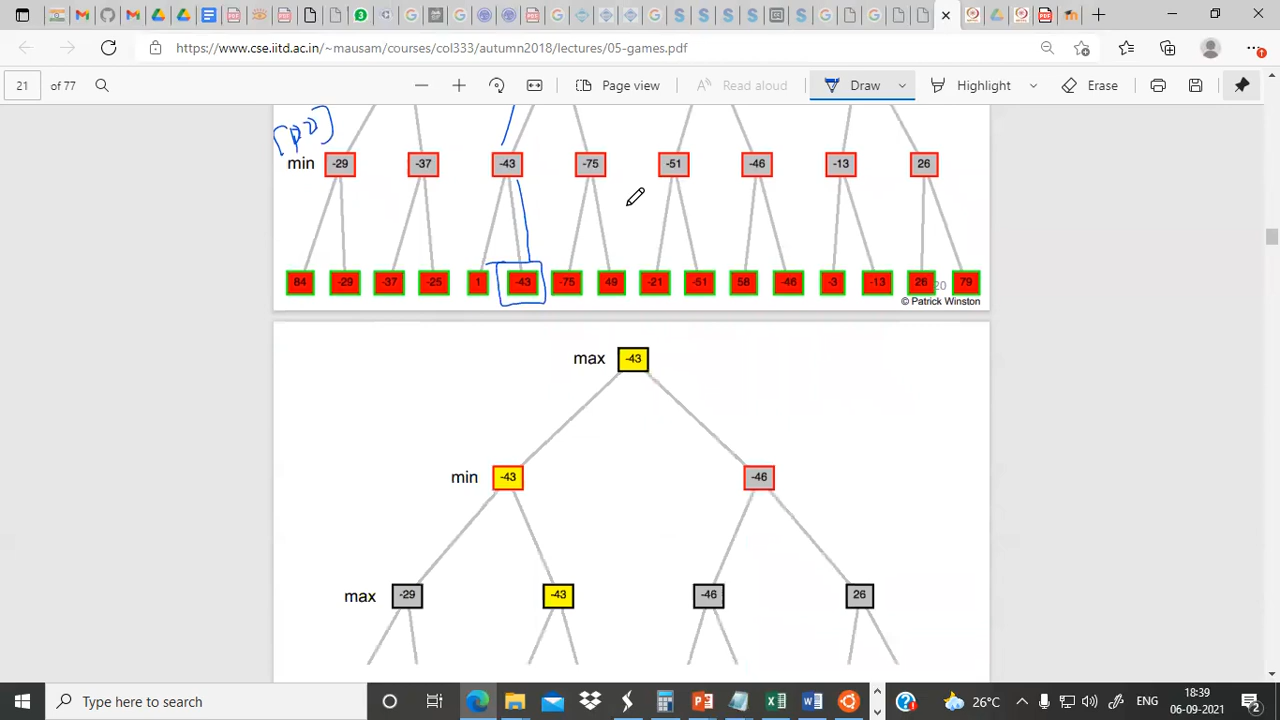 https://www.cse.iitd.ac.in/~mausam/courses/col333/autumn2018/lectures/05-games.pdf
21 of 77 Page view Read aloud Draw Highlight Erase
min -29 -37 -43 -75 -51 -46 -13 26
84 -29 -37 -25 1 -43 -75 49 -21 -51 58 -46 -3 -13 26 20 79
© Patrick Winston
max -43
min -43 -46
max -29 -43 -46 26
Type here to search 26°C ENG 18:39
06-09-2021